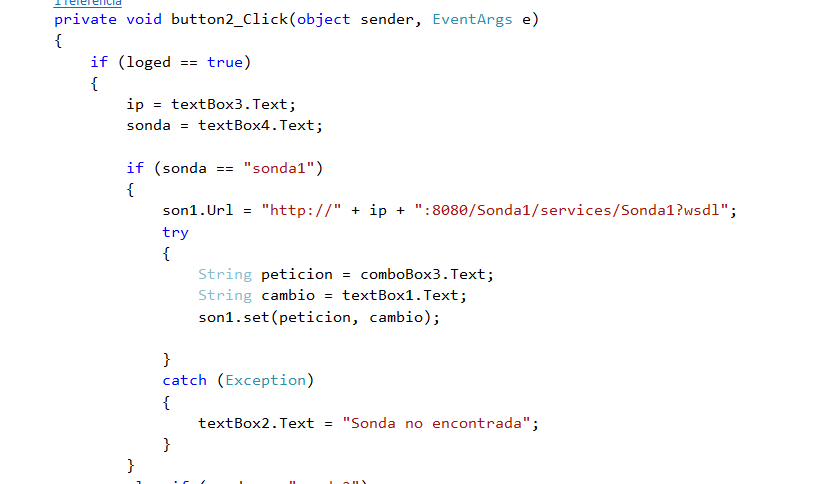 1 referencia
private void button2_Click(object sender, EventArgs e)
{
if (loged == true)
{
ip = textBox3.Text;
sonda = textBox4.Text;
if (sonda == "sonda1")
{
son1.Url = "http://" + ip + ":8080/Sonda1/services/Sonda1?wsdl";
try
{
String peticion = comboBox3.Text;
String cambio = textBox1.Text;
son1.set(peticion, cambio);
}
catch (Exception)
{
textBox2.Text = "Sonda no encontrada";
}
}